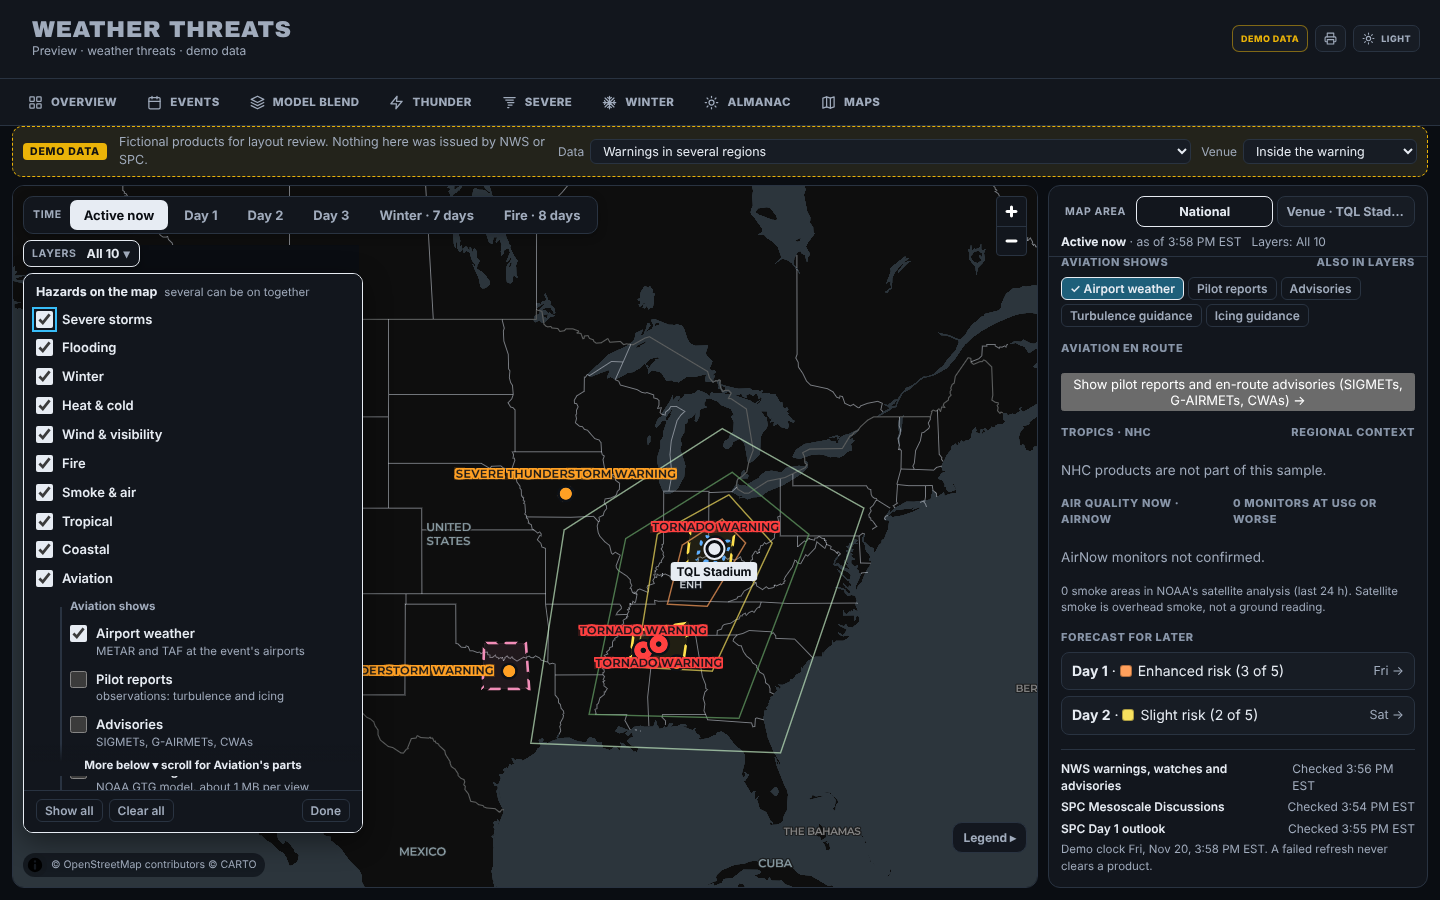 WEATHER THREATS
Preview · weather threats · demo data
DEMO DATA
LIGHT
OVERVIEW
EVENTS
MODEL BLEND
THUNDER
SEVERE
WINTER
ALMANAC
MAPS
DEMO DATA
Fictional products for layout review. Nothing here was issued by NWS or
SPC.
Data
Warnings in several regions
Venue
Inside the warning
TIME
Active now
Day 1
Day 2
Day 3
Winter · 7 days
Fire · 8 days
LAYERS All 10 ▾
Hazards on the map several can be on together
Severe storms
Flooding
Winter
Heat & cold
Wind & visibility
Fire
Smoke & air
Tropical
Coastal
Aviation
Aviation shows
Airport weather
METAR and TAF at the event's airports
Pilot reports
observations: turbulence and icing
Advisories
SIGMETs, G-AIRMETs, CWAs
More below ▾ scroll for Aviation's parts
NOAA GTG model, about 1 MB per view
Show all
Clear all
Done
© OpenStreetMap contributors © CARTO
+
−
SEVERE THUNDERSTORM WARNING
UNITED
STATES
TORNADO WARNING
TQL Stadium
ENH
TORNADO WARNING
TORNADO WARNING
DERSTORM WARNING
BER
THE BAHAMAS
MEXICO
CUBA
Legend ▸
MAP AREA
National
Venue · TQL Stad...
Active now · as of 3:58 PM EST Layers: All 10
AVIATION SHOWS
ALSO IN LAYERS
✓ Airport weather
Pilot reports
Advisories
Turbulence guidance
Icing guidance
AVIATION EN ROUTE
Show pilot reports and en-route advisories (SIGMETs,
G-AIRMETs, CWAs) →
TROPICS · NHC
REGIONAL CONTEXT
NHC products are not part of this sample.
AIR QUALITY NOW ·
AIRNOW
0 MONITORS AT USG OR
WORSE
AirNow monitors not confirmed.
0 smoke areas in NOAA's satellite analysis (last 24 h). Satellite
smoke is overhead smoke, not a ground reading.
FORECAST FOR LATER
Day 1 · Enhanced risk (3 of 5)
Fri →
Day 2 · Slight risk (2 of 5)
Sat →
NWS warnings, watches and
advisories
Checked 3:56 PM
EST
SPC Mesoscale Discussions
Checked 3:54 PM EST
SPC Day 1 outlook
Checked 3:55 PM EST
Demo clock Fri, Nov 20, 3:58 PM EST. A failed refresh never
clears a product.